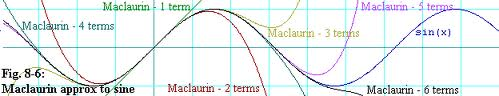 Maclaurin - 1 term
Maclaurin - 5 terms
Maclaurin - 4 terms
Maclaurin - 3 terms
sin(x)
Fig. 8-6:
Maclaurin approx to sine
Maclaurin - 2 terms
Maclaurin - 6 terms